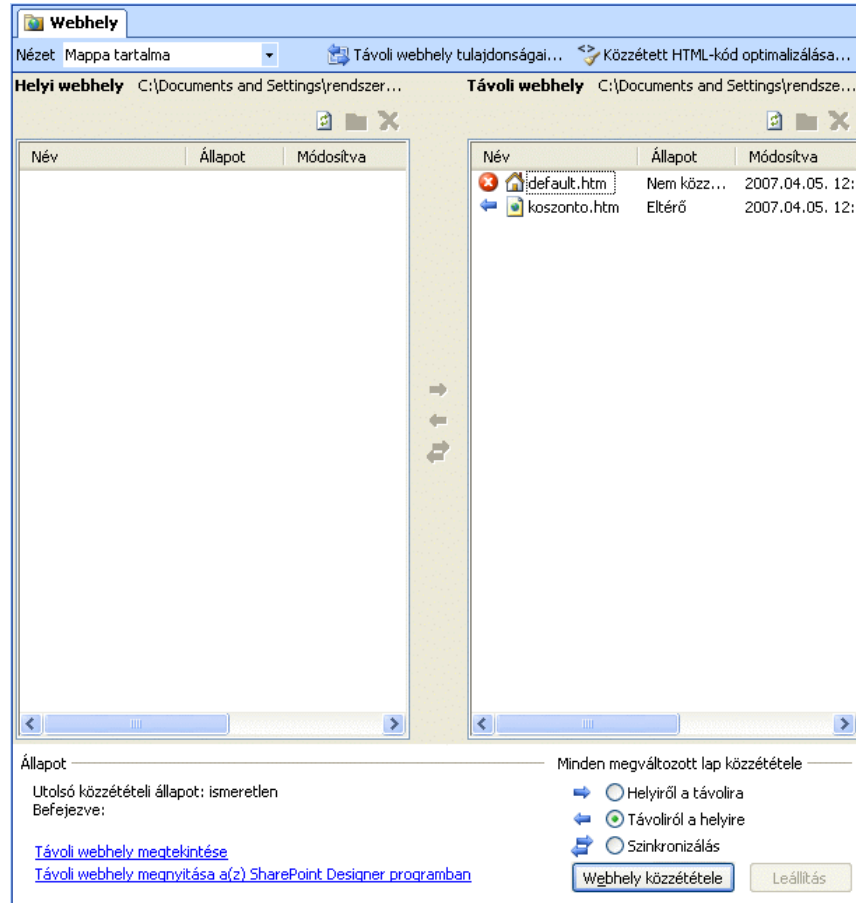 Webhely
Nézet Mappa tartalma Távoli webhely tulajdonságai... Közzétett HTML-kód optimalizálása...
Helyi webhely C:\Documents and Settings\rendszer...
Távoli webhely C:\Documents and Settings\rendsze...
Név Állapot Módosítva
Név Állapot Módosítva
default.htm Nem közz... 2007.04.05. 12:
koszonto.htm Eltérő 2007.04.05. 12:
Állapot
Utolsó közzétételi állapot: ismeretlen
Befejezve:
Távoli webhely megtekintése
Távoli webhely megnyitása a(z) SharePoint Designer programban
Minden megváltozott lap közzététele
Helyiről a távolira
Távoliról a helyire
Szinkronizálás
Webhely közzététele Leállítás